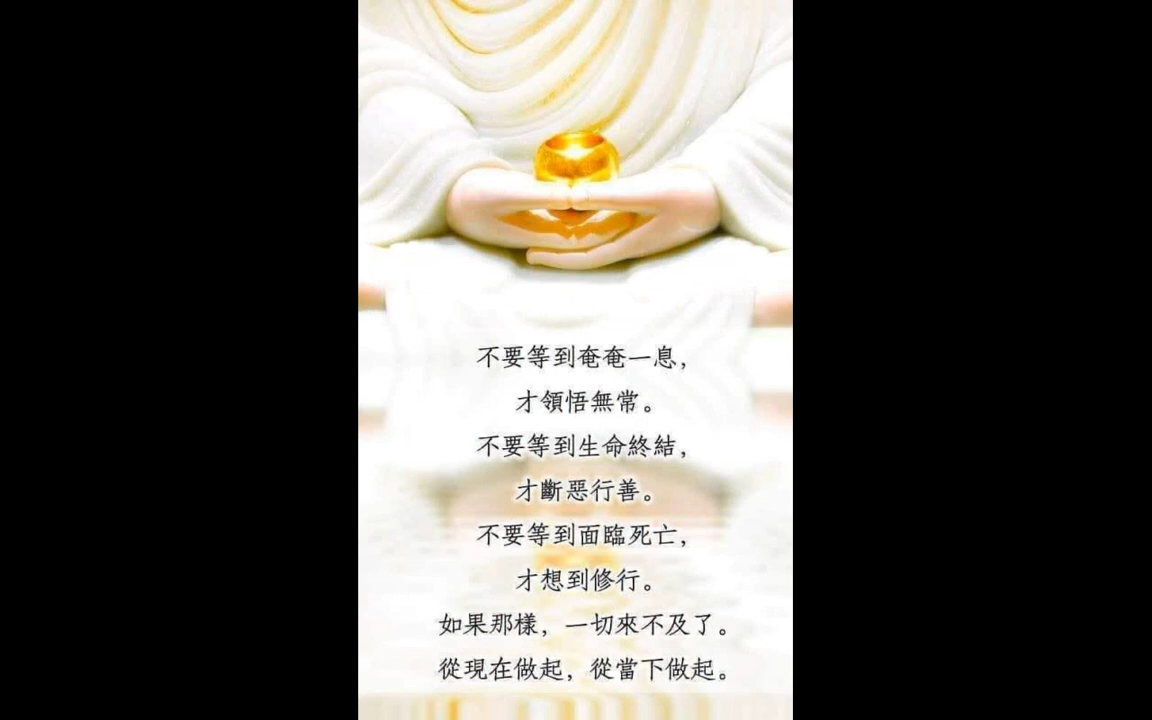 不要等到奄奄一息，
才領悟無常。
不要等到生命終結，
才斷惡行善。
不要等到面臨死亡，
才想到修行。
如果那樣，一切來不及了。
從現在做起，從當下做起。